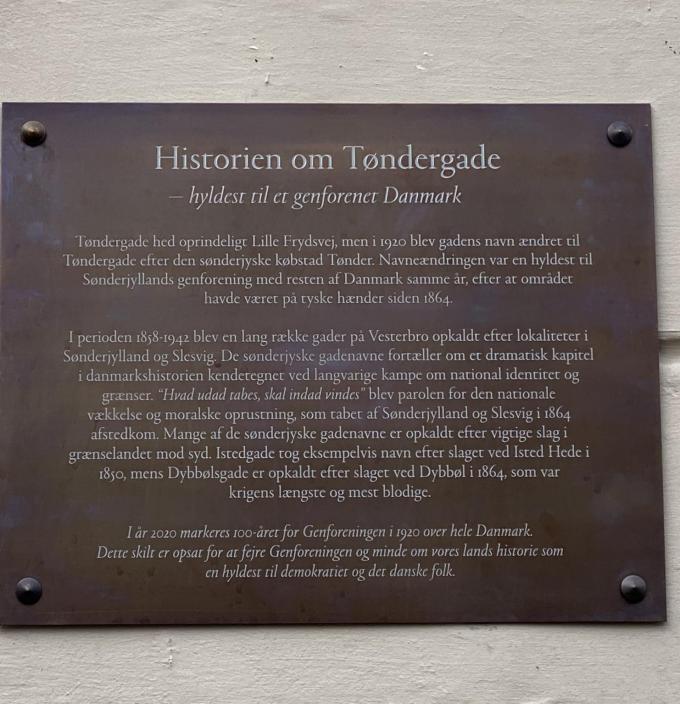 Historien om Tøndergade
– hyldest til et genforenet Danmark
Tøndergade hed oprindeligt Lille Frydsvej, men i 1920 blev gadens navn ændret til
Tøndergade efter den sønderjyske købstad Tønder. Navneændringen var en hyldest til
Sønderjyllands genforening med resten af Danmark samme år, efter at området
havde været på tyske hænder siden 1864.
I perioden 1858-1942 blev en lang række gader på Vesterbro opkaldt efter lokaliteter i
Sønderjylland og Slesvig. De sønderjyske gadenavne fortæller om et dramatisk kapitel
i danmarkshistorien kendetegnet ved langvarige kampe om national identitet og
grænser. "Hvad udad tabes, skal indad vindes" blev parolen for den nationale
vækkelse og moralske oprustning, som tabet af Sønderjylland og Slesvig i 1864
afstedkom. Mange af de sønderjyske gadenavne er opkaldt efter vigtige slag i
grænselandet mod syd. Istedgade tog eksempelvis navn efter slaget ved Isted Hede i
1850, mens Dybbølsgade er opkaldt efter slaget ved Dybbøl i 1864, som var
krigens længste og mest blodige.
I år 2020 markeres 100-året for Genforeningen i 1920 over hele Danmark.
Dette skilt er opsat for at fejre Genforeningen og minde om vores lands historie som
en hyldest til demokratiet og det danske folk.